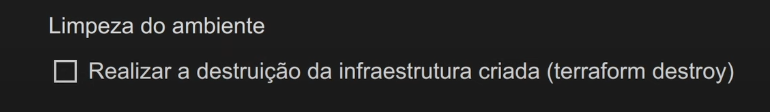 Limpeza do ambiente
Realizar a destruição da infraestrutura criada (terraform destroy)